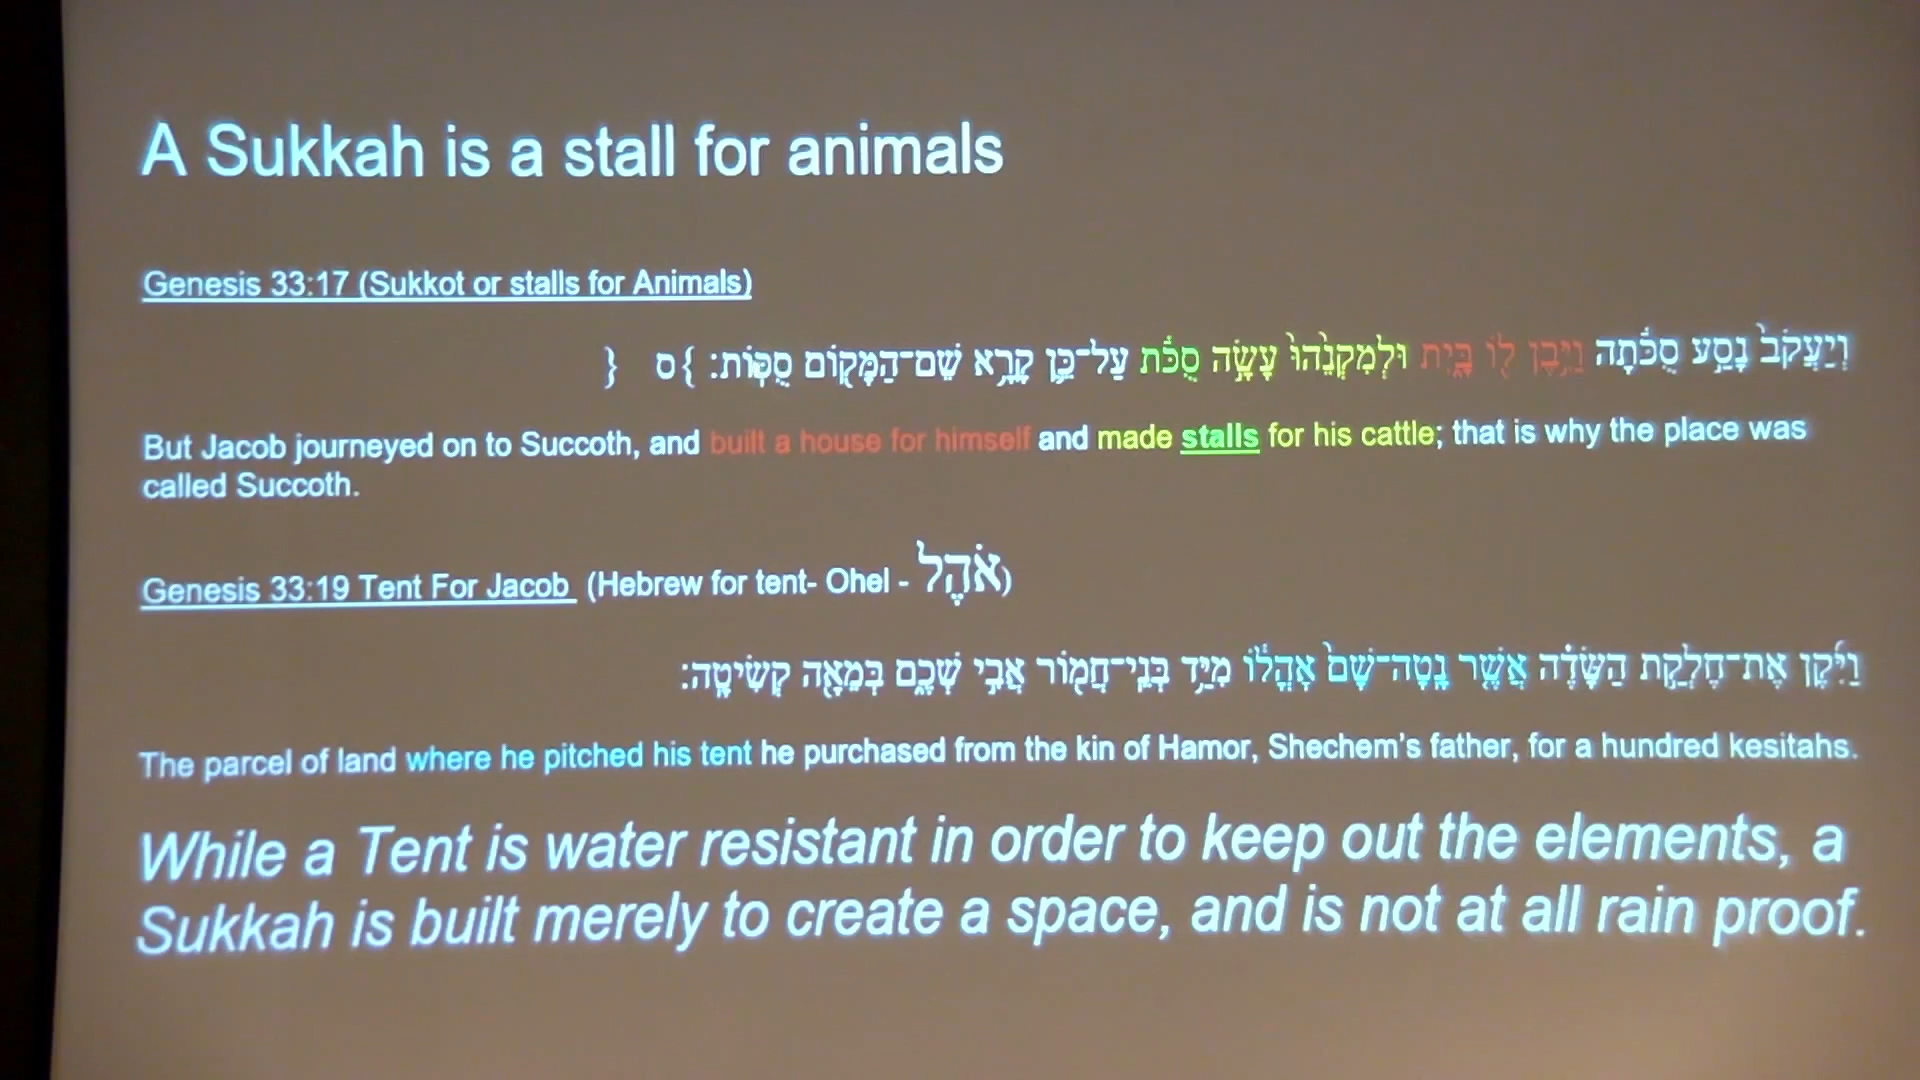 A Sukkah is a stall for animals
Genesis 33:17 (Sukkot or stalls for Animals)
וְיַעֲקֹב֙ נָסַ֣ע סֻכֹּ֔תָה וַיִּ֥בֶן ל֖וֹ בָּ֑יִת וּלְמִקְנֵ֙הוּ֙ עָשָׂ֣ה סֻכֹּ֔ת עַל־כֵּ֛ן קָרָ֥א שֵׁם־הַמָּק֖וֹם סֻכּֽוֹת׃ {ס}
But Jacob journeyed on to Succoth, and built a house for himself and made stalls for his cattle; that is why the place was
called Succoth.
Genesis 33:19 Tent For Jacob (Hebrew for tent- Ohel - אֹ֫הֶל)
וַיִּ֜קֶן אֶת־חֶלְקַ֣ת הַשָּׂדֶ֗ה אֲשֶׁ֤ר נָֽטָה־שָׁם֙ אׇהֳל֔וֹ מִיַּ֥ד בְּנֵֽי־חֲמ֖וֹר אֲבִ֣י שְׁכֶ֑ם בְּמֵאָ֖ה קְשִׂיטָֽה׃
The parcel of land where he pitched his tent he purchased from the kin of Hamor, Shechem’s father, for a hundred kesitahs.
While a Tent is water resistant in order to keep out the elements, a
Sukkah is built merely to create a space, and is not at all rain proof.